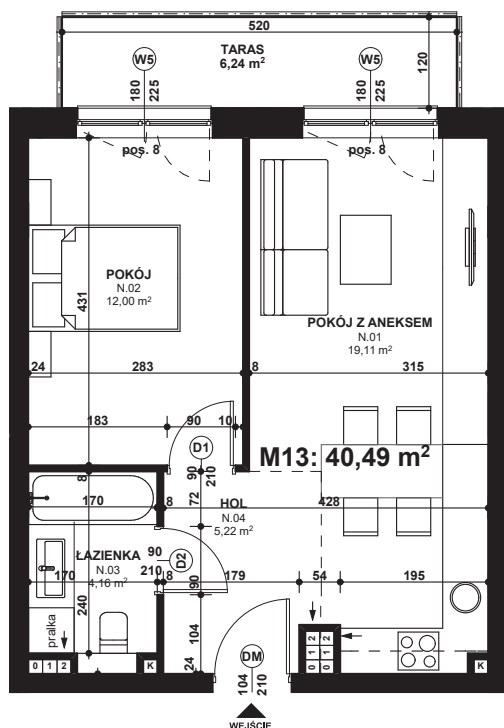 520
TARAS
6,24 m²
120
W5
W5
180
225
180
225
pos. 8
pos. 8
POKÓJ
N.02
12,00 m²
431
POKÓJ Z ANEKSEM
N.01
19,11 m²
24
283
8
315
183
90
10
D1
90
210
M13: 40,49 m²
8
72
170
8
HOL
N.04
5,22 m²
428
ŁAZIENKA
N.03
4,16 m²
90
210
D2
170
8
179
54
195
240
90
pralka
104
24
DM
0 1 2
K
2 2
1 1
0 0
K
104
210
WEJŚCIE